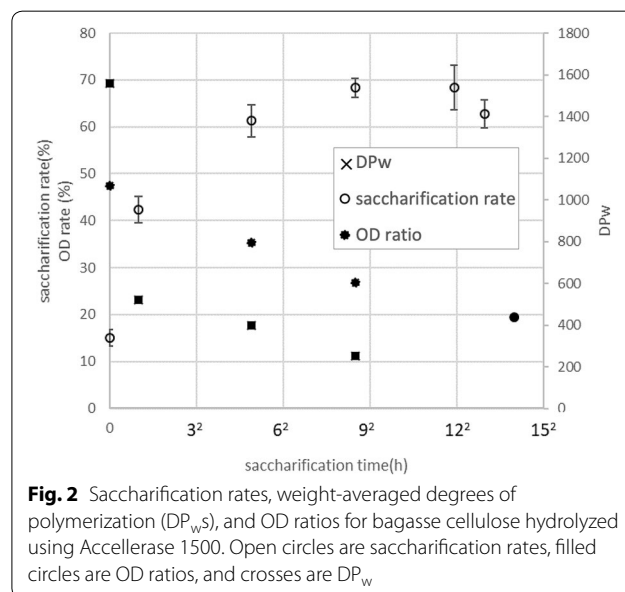 80
70
60
50
40
30
20
10
0
saccharification rate(%)
OD rate (%)
1800
1600
1400
1200
1000
800
600
400
200
0
DPw
DPw
saccharification rate
OD ratio
0
3²
6²
9²
12²
15²
saccharification time(h)
Fig. 2 Saccharification rates, weight-averaged degrees of
polymerization (DPws), and OD ratios for bagasse cellulose hydrolyzed
using Accellerase 1500. Open circles are saccharification rates, filled
circles are OD ratios, and crosses are DPw